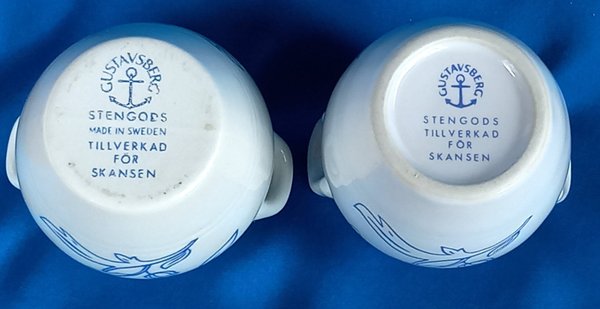 GUSTAVSBERG
STENGODS
MADE IN SWEDEN
TILLVERKAD
FÖR
SKANSEN
GUSTAVSBERG
STENGODS
TILLVERKAD
FÖR
SKANSEN